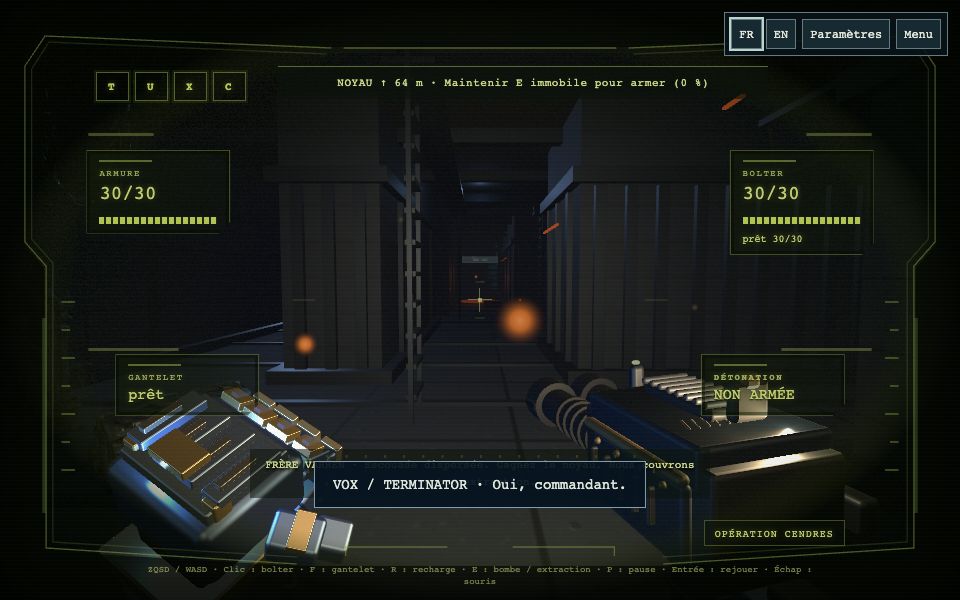 FR EN Paramètres Menu
T U X C
NOYAU ↑ 64 m · Maintenir E immobile pour armer (0 %)
ARMURE
30/30
BOLTER
30/30
prêt 30/30
GANTELET
prêt
DÉTONATION
NON ARMÉE
FRÈRE dispersée. Gagnez le noyau. Nous couvrons
VOX / TERMINATOR · Oui, commandant.
OPÉRATION CENDRES
ZQSD / WASD · Clic : bolter · F : gantelet · R : recharge · E : bombe / extraction · P : pause · Entrée : rejouer · Échap :
souris